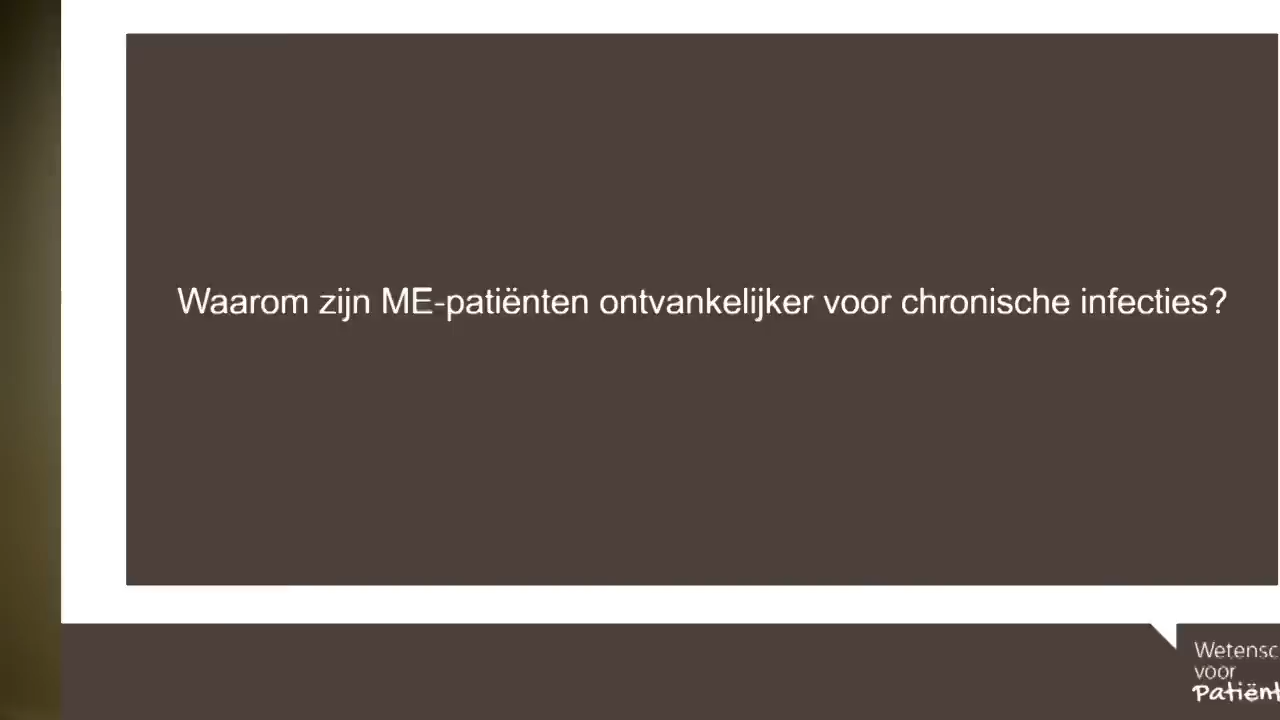 Waarom zijn ME-patiënten ontvankelijker voor chronische infecties?
Wetensc
voor
Patiënt